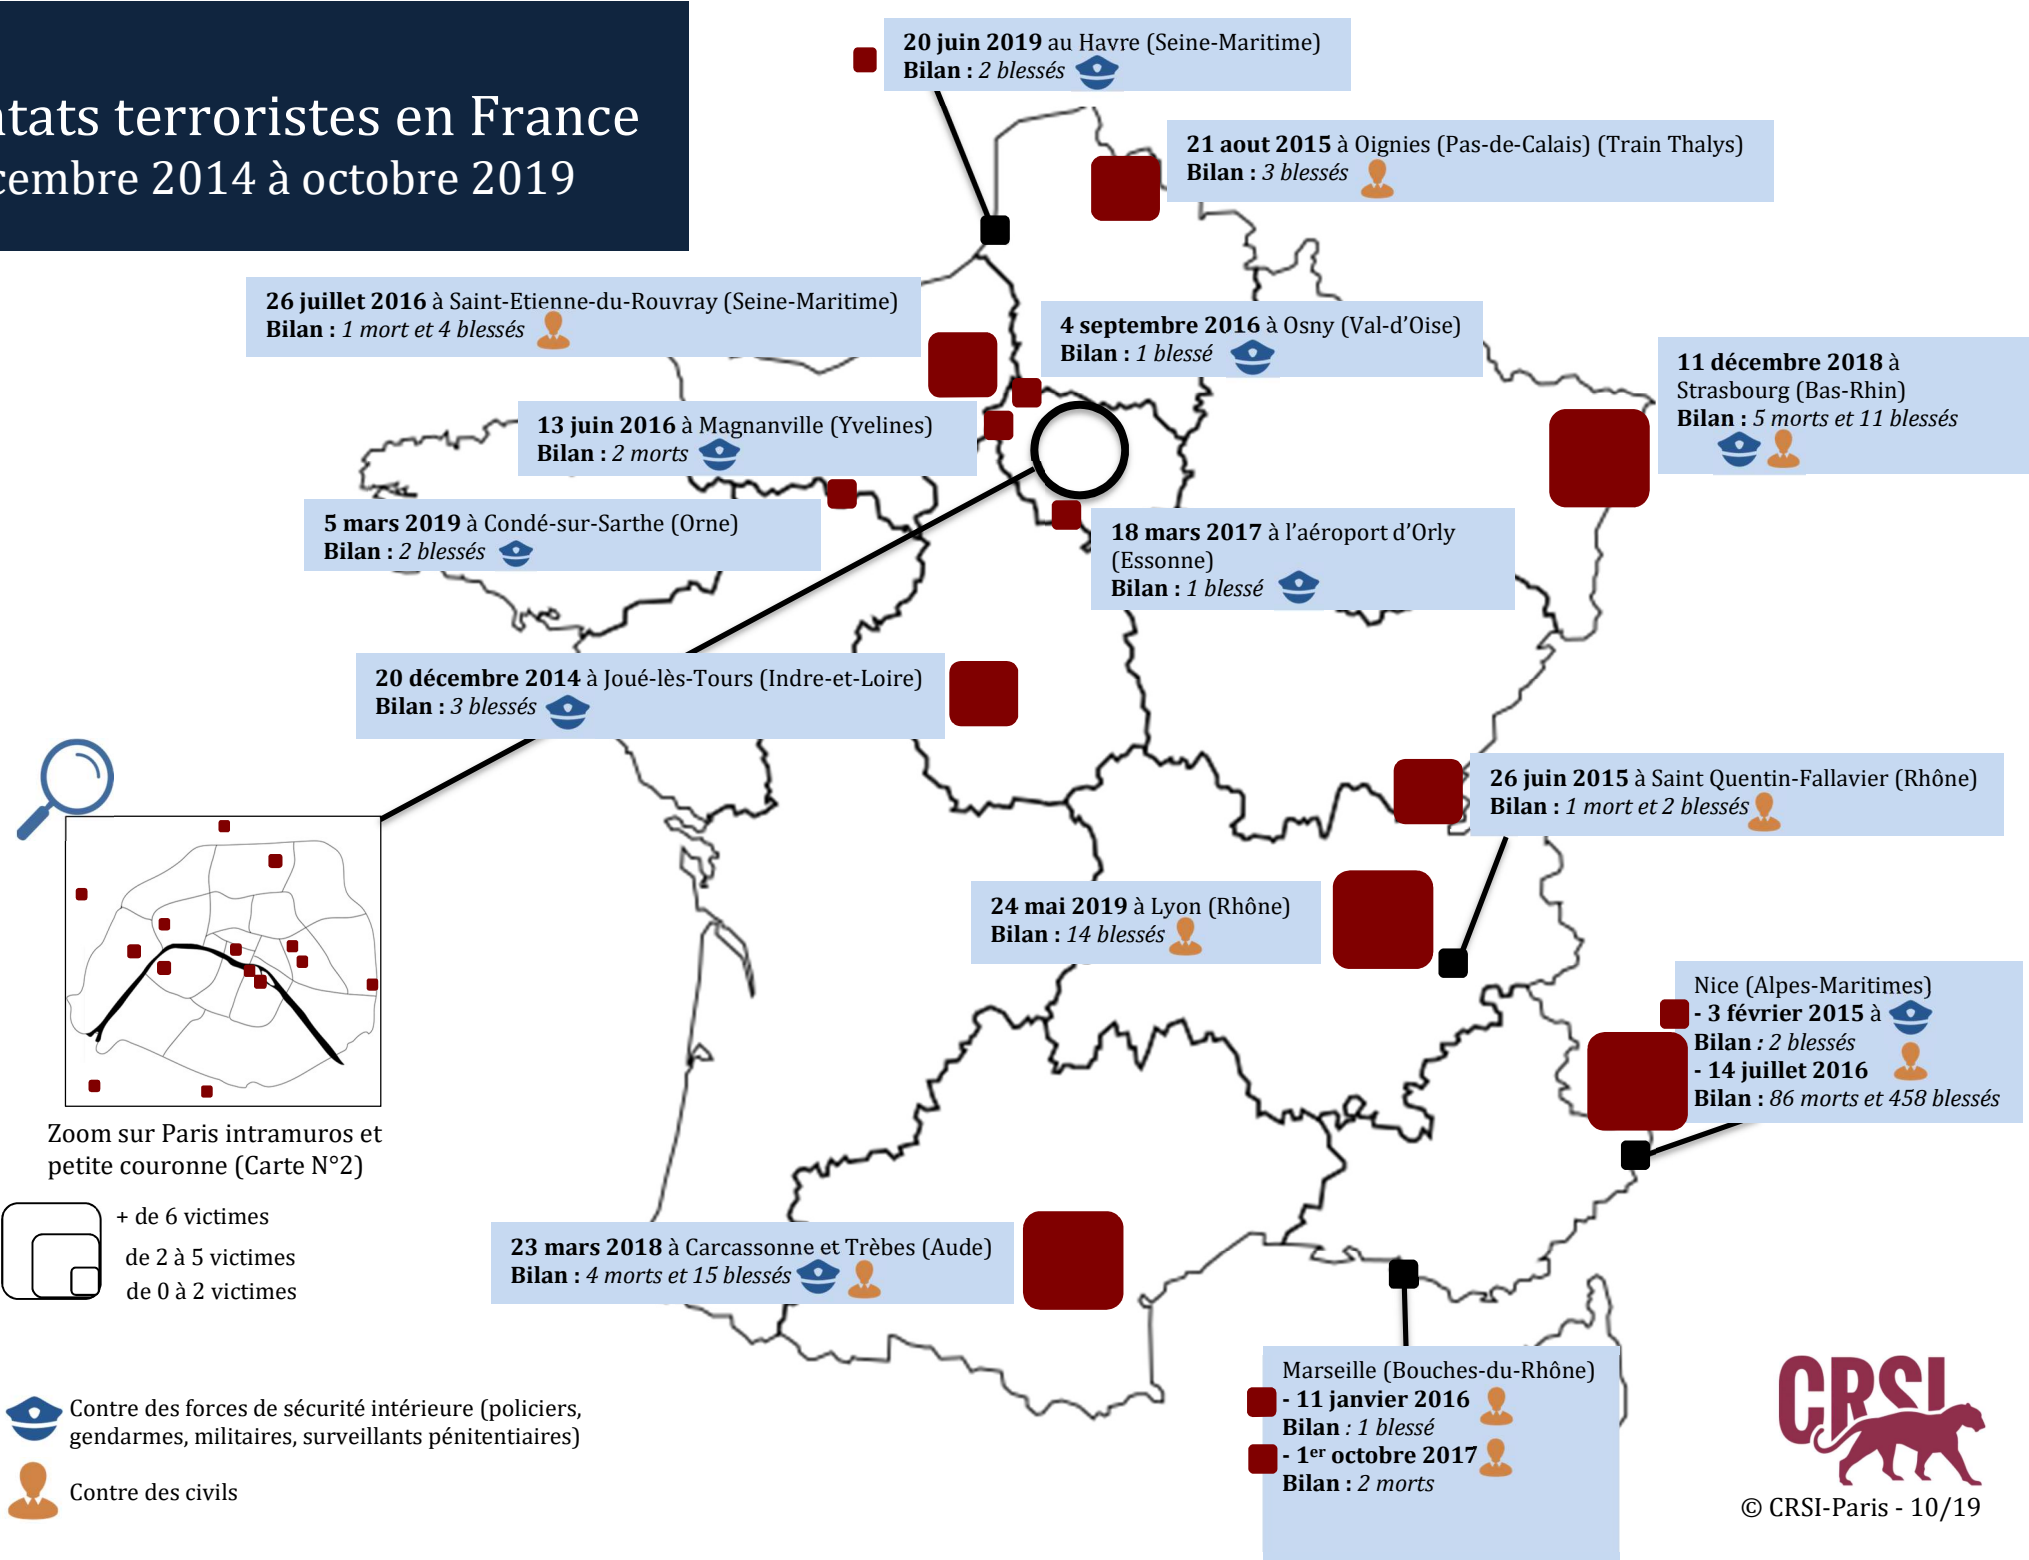 tats terroristes en France
cembre 2014 à octobre 2019
20 juin 2019 au Havre (Seine-Maritime)
Bilan : 2 blessés
21 aout 2015 à Oignies (Pas-de-Calais) (Train Thalys)
Bilan : 3 blessés
26 juillet 2016 à Saint-Etienne-du-Rouvray (Seine-Maritime)
Bilan : 1 mort et 4 blessés
4 septembre 2016 à Osny (Val-d'Oise)
Bilan : 1 blessé
11 décembre 2018 à
Strasbourg (Bas-Rhin)
Bilan : 5 morts et 11 blessés
13 juin 2016 à Magnanville (Yvelines)
Bilan : 2 morts
5 mars 2019 à Condé-sur-Sarthe (Orne)
Bilan : 2 blessés
18 mars 2017 à l'aéroport d'Orly
(Essonne)
Bilan : 1 blessé
20 décembre 2014 à Joué-lès-Tours (Indre-et-Loire)
Bilan : 3 blessés
26 juin 2015 à Saint Quentin-Fallavier (Rhône)
Bilan : 1 mort et 2 blessés
24 mai 2019 à Lyon (Rhône)
Bilan : 14 blessés
Nice (Alpes-Maritimes)
- 3 février 2015 à
Bilan : 2 blessés
- 14 juillet 2016
Bilan : 86 morts et 458 blessés
Zoom sur Paris intramuros et
petite couronne (Carte N°2)
+ de 6 victimes
de 2 à 5 victimes
de 0 à 2 victimes
23 mars 2018 à Carcassonne et Trèbes (Aude)
Bilan : 4 morts et 15 blessés
Marseille (Bouches-du-Rhône)
- 11 janvier 2016
Bilan : 1 blessé
- 1er octobre 2017
Bilan : 2 morts
Contre des forces de sécurité intérieure (policiers,
gendarmes, militaires, surveillants pénitentiaires)
Contre des civils
CRSI
© CRSI-Paris - 10/19